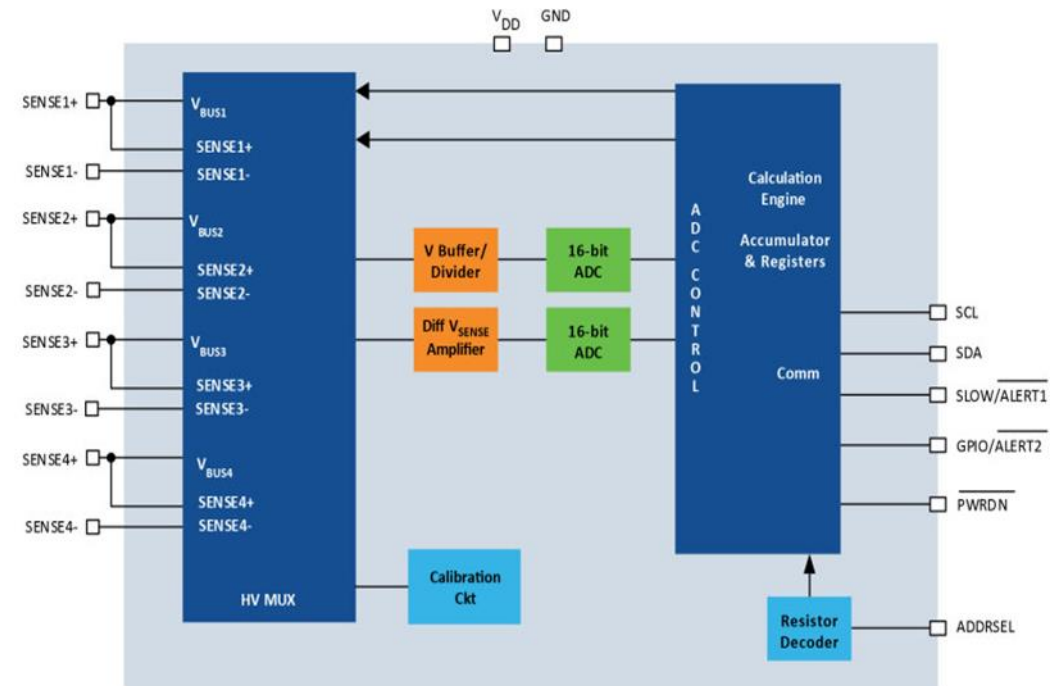 VDD GND
SENSE1+
SENSE1-
SENSE2+
SENSE2-
SENSE3+
SENSE3-
SENSE4+
SENSE4-
VBUS1
SENSE1+
SENSE1-
VBUS2
SENSE2+
SENSE2-
VBUS3
SENSE3+
SENSE3-
VBUS4
SENSE4+
SENSE4-
HV MUX
V Buffer/
Divider
16-bit
ADC
Diff VSENSE
Amplifier
16-bit
ADC
Calibration
Ckt
ADC CONTROL
Calculation
Engine
Accumulator
& Registers
Comm
Resistor
Decoder
SCL
SDA
SLOW/ALERT1
GPIO/ALERT2
PWRDN
ADDRSEL